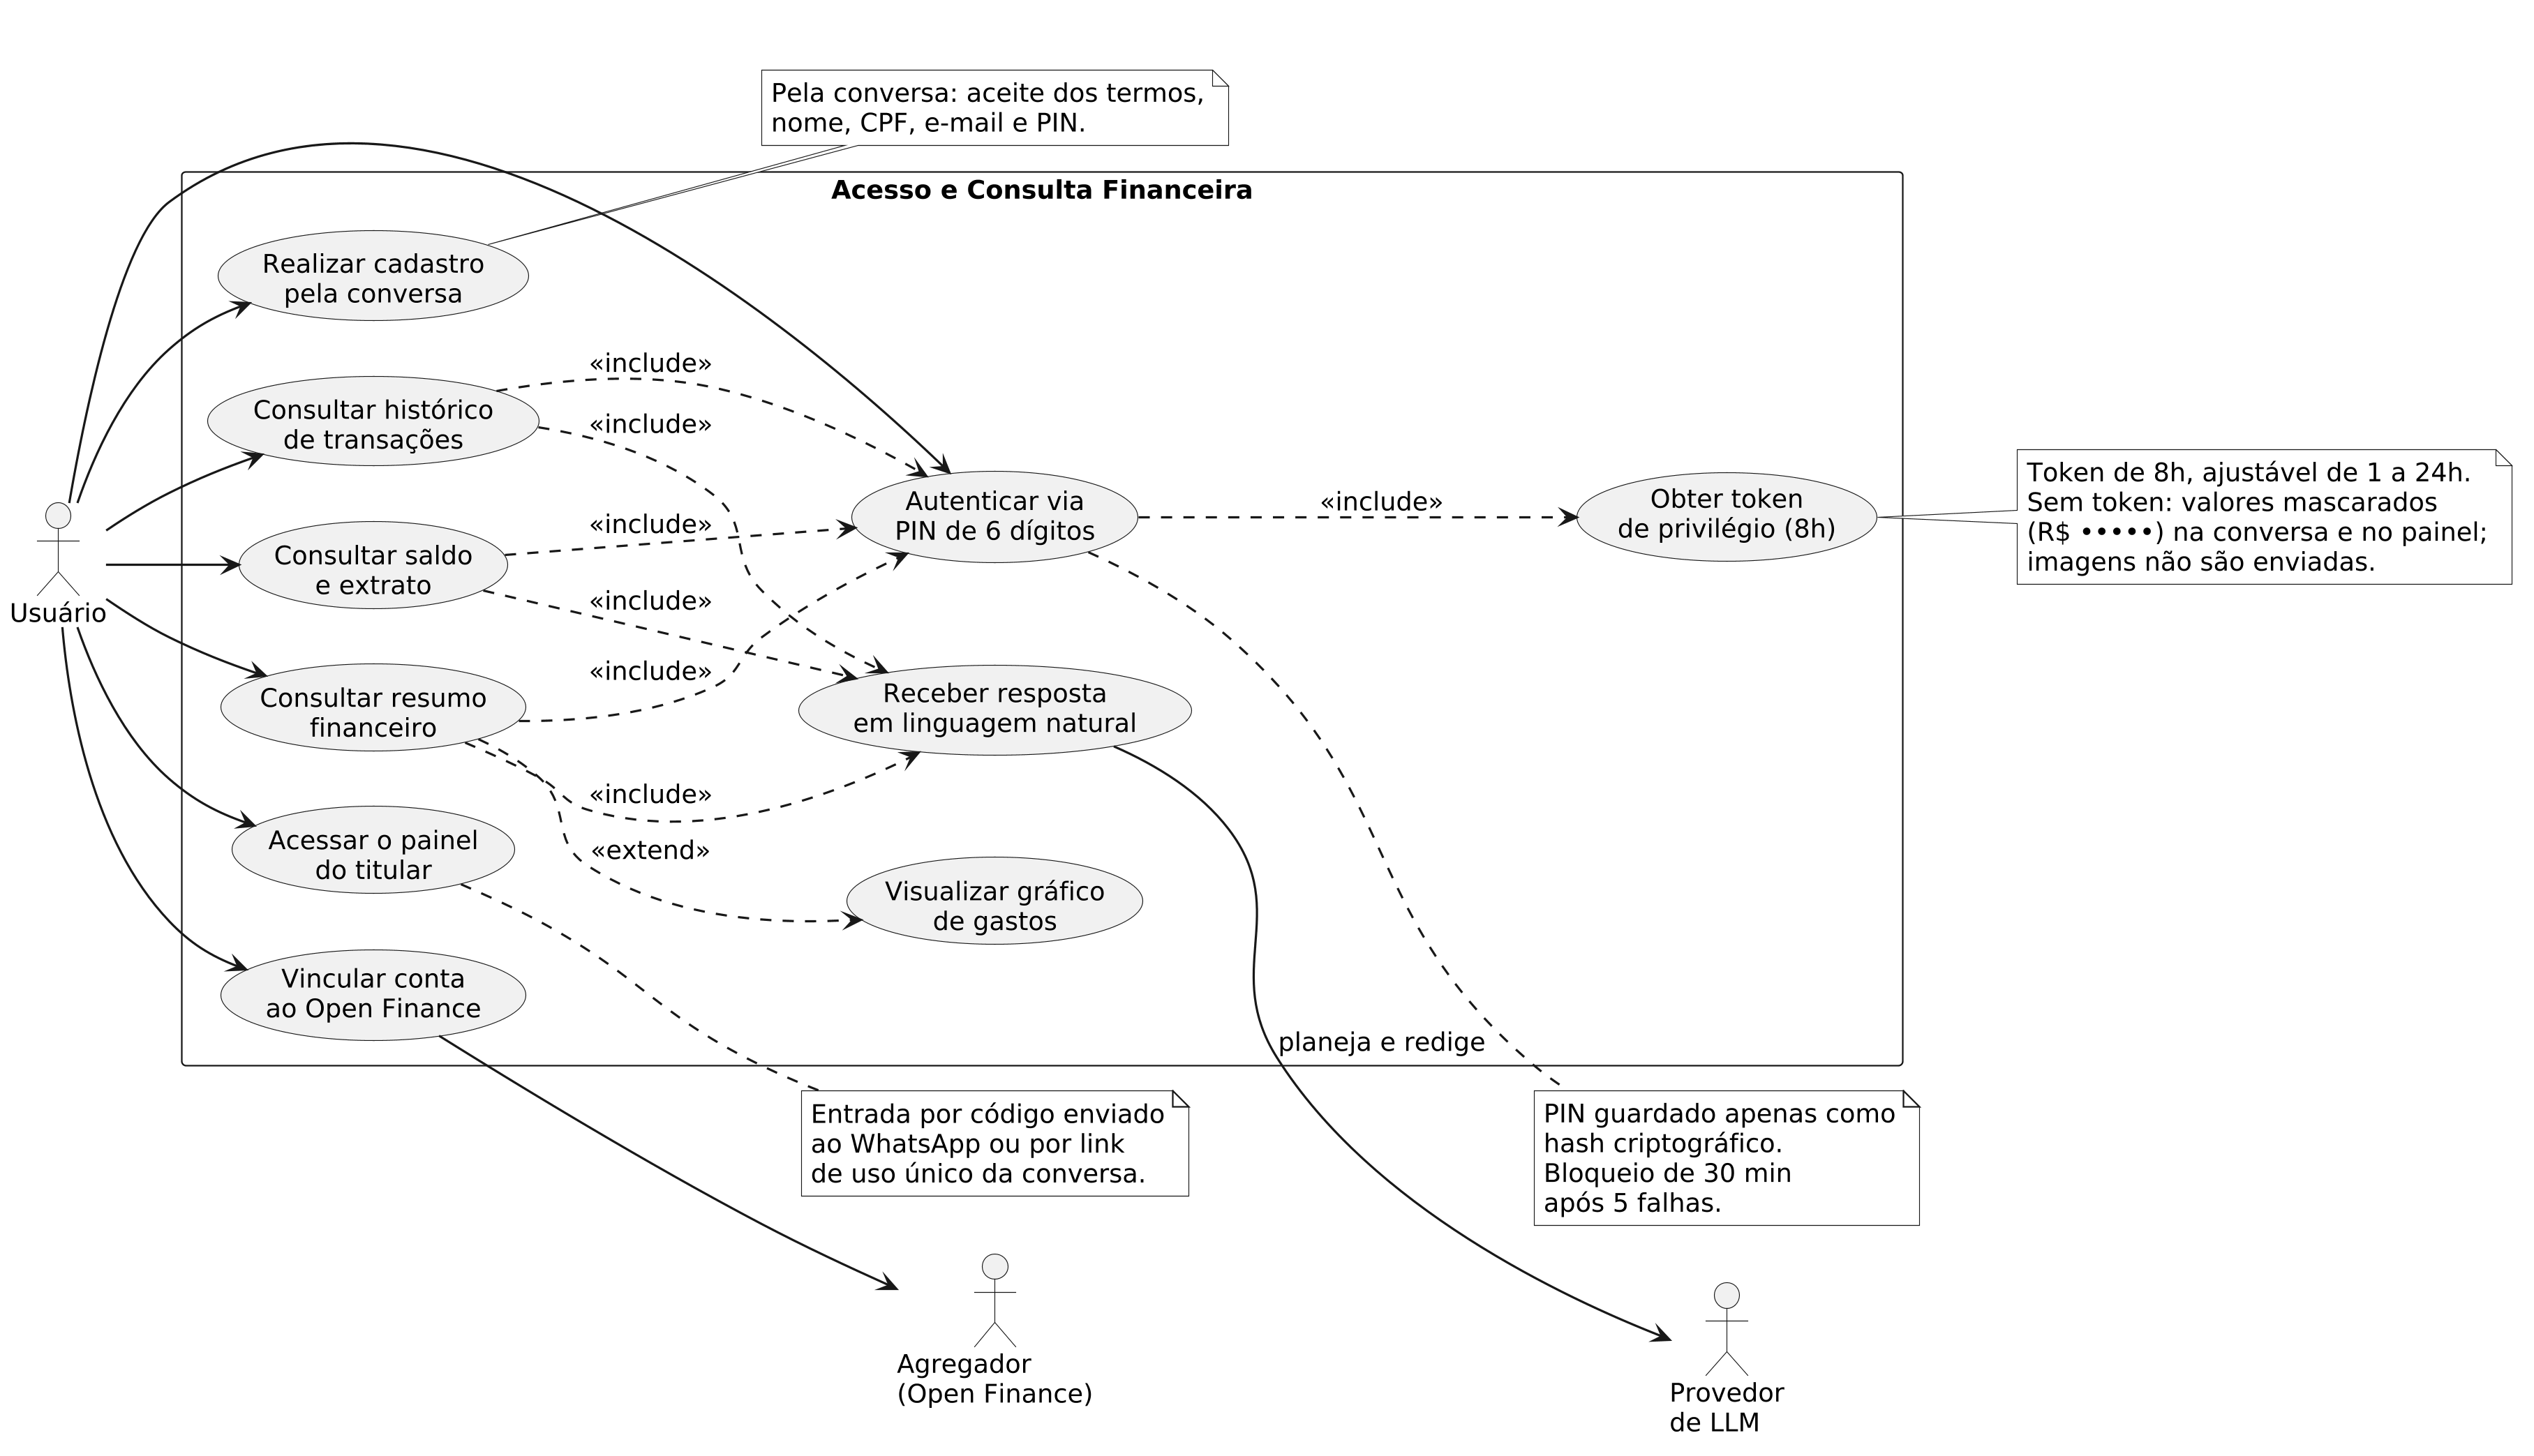 Pela conversa: aceite dos termos,
nome, CPF, e-mail e PIN.
Acesso e Consulta Financeira
Realizar cadastro
pela conversa
«include»
Consultar histórico
de transações
«include»
Token de 8h, ajustável de 1 a 24h.
Sem token: valores mascarados
(R$ •••••) na conversa e no painel;
imagens não são enviadas.
Autenticar via
PIN de 6 dígitos
«include»
Obter token
de privilégio (8h)
«include»
Consultar saldo
e extrato
Usuário
«include»
«include»
Consultar resumo
financeiro
Receber resposta
em linguagem natural
«include»
«extend»
Acessar o painel
do titular
Visualizar gráfico
de gastos
Vincular conta
ao Open Finance
planeja e redige
Entrada por código enviado
ao WhatsApp ou por link
de uso único da conversa.
PIN guardado apenas como
hash criptográfico.
Bloqueio de 30 min
após 5 falhas.
Agregador
(Open Finance)
Provedor
de LLM